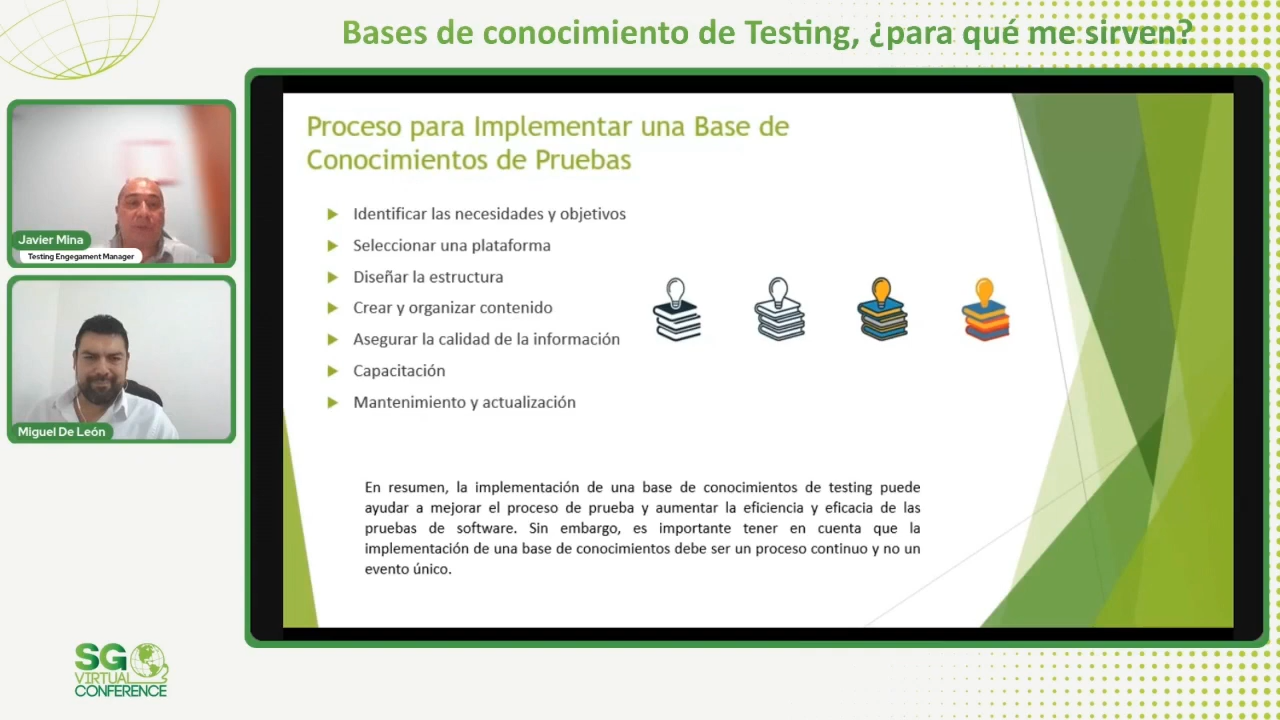 Bases de conocimiento de Testing, ¿para qué me sirven?
Javier Mina
Testing Engegament Manager
Miguel De León
Proceso para Implementar una Base de
Conocimientos de Pruebas
Identificar las necesidades y objetivos
Seleccionar una plataforma
Diseñar la estructura
Crear y organizar contenido
Asegurar la calidad de la información
Capacitación
Mantenimiento y actualización
En resumen, la implementación de una base de conocimientos de testing puede
ayudar a mejorar el proceso de prueba y aumentar la eficiencia y eficacia de las
pruebas de software. Sin embargo, es importante tener en cuenta que la
implementación de una base de conocimientos debe ser un proceso continuo y no un
evento único.
SG
VIRTUAL
CONFERENCE